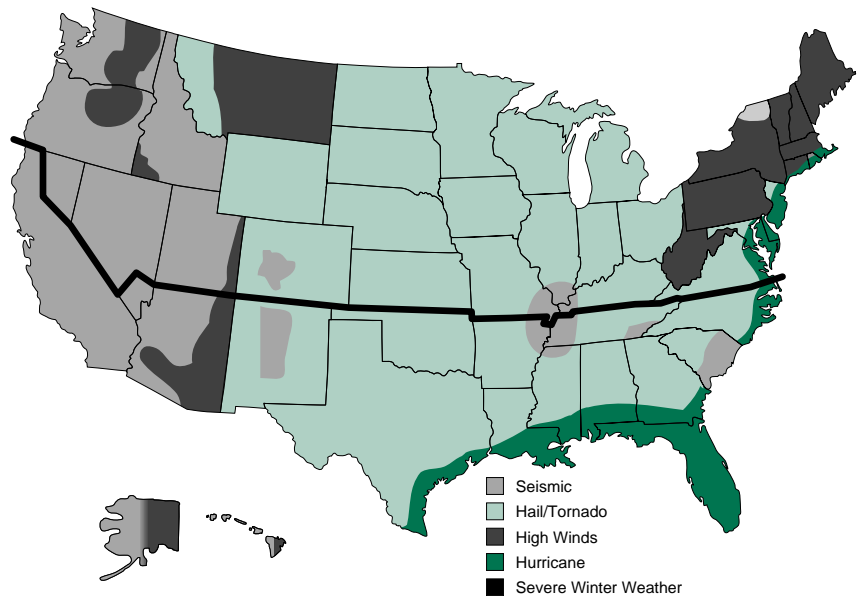 Seismic
Hail/Tornado
High Winds
Hurricane
Severe Winter Weather